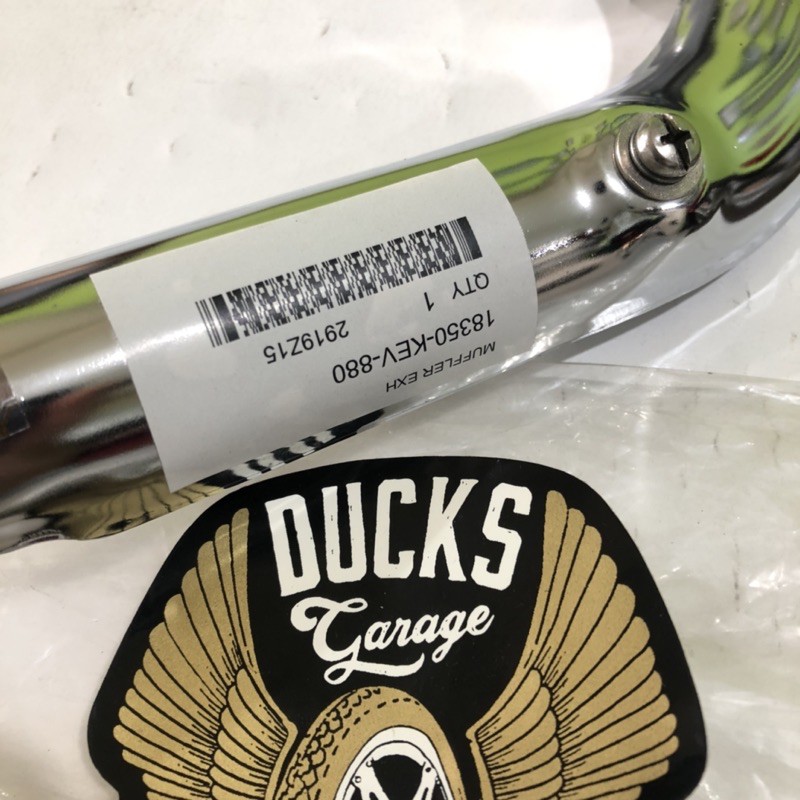 MUFFLER EXH
18350-KEV-880
QTY 1 2919Z15
DUCKS
Garage